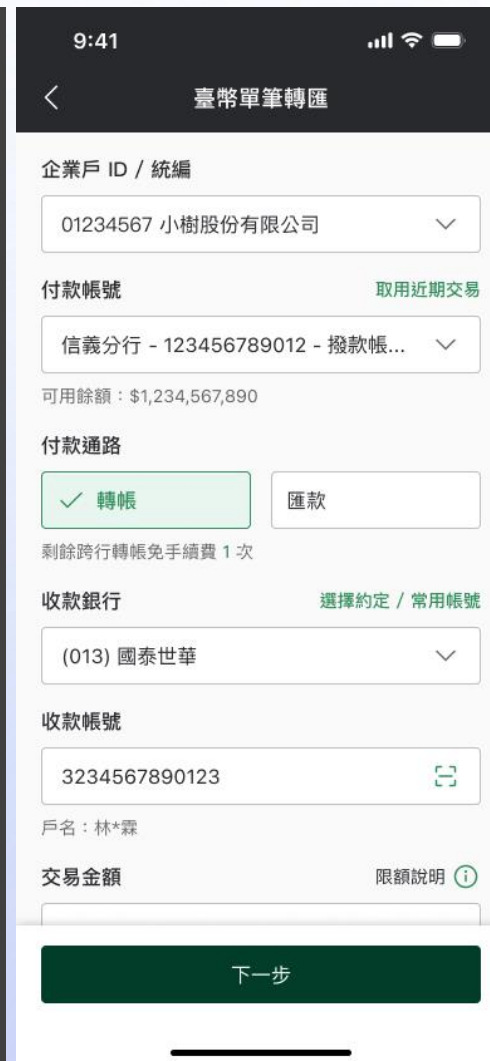 9:41
臺幣單筆轉匯
企業戶 ID / 統編
01234567 小樹股份有限公司
付款帳號 取用近期交易
信義分行 - 123456789012 - 撥款帳...
可用餘額：$1,234,567,890
付款通路
轉帳 匯款
剩餘跨行轉帳免手續費 1 次
收款銀行 選擇約定 / 常用帳號
(013) 國泰世華
收款帳號
3234567890123
戶名：林*霖
交易金額 限額說明
下一步